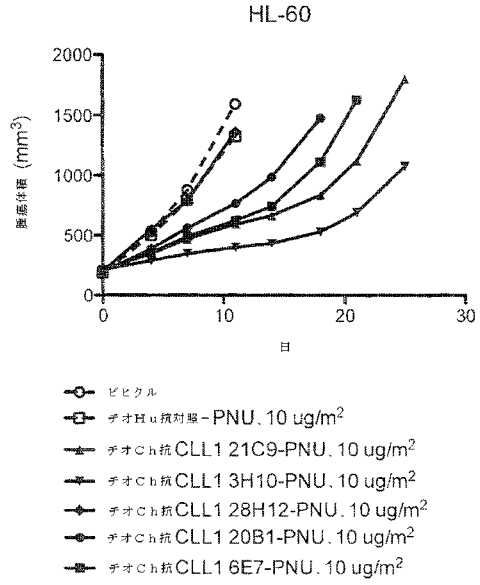 HL-60
2000
1500
1000
500
0
腫瘍体積 (mm³)
0 10 20 30
日
ビヒクル
チオHu抗対照-PNU, 10 ug/m²
チオCh抗CLL1 21C9-PNU, 10 ug/m²
チオCh抗CLL1 3H10-PNU, 10 ug/m²
チオCh抗CLL1 28H12-PNU, 10 ug/m²
チオCh抗CLL1 20B1-PNU, 10 ug/m²
チオCh抗CLL1 6E7-PNU, 10 ug/m²